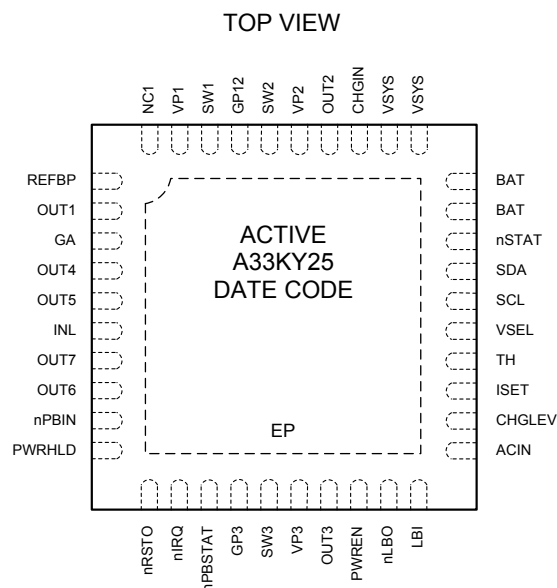 TOP VIEW
NC1
VP1
SW1
GP12
SW2
VP2
OUT2
CHGIN
VSYS
VSYS
REFBP
OUT1
GA
OUT4
OUT5
INL
OUT7
OUT6
nPBIN
PWRHLD
ACTIVE
A33KY25
DATE CODE
EP
BAT
BAT
nSTAT
SDA
SCL
VSEL
TH
ISET
CHGLEV
ACIN
nRSTO
nIRQ
nPBSTAT
GP3
SW3
VP3
OUT3
PWREN
nLBO
LBI